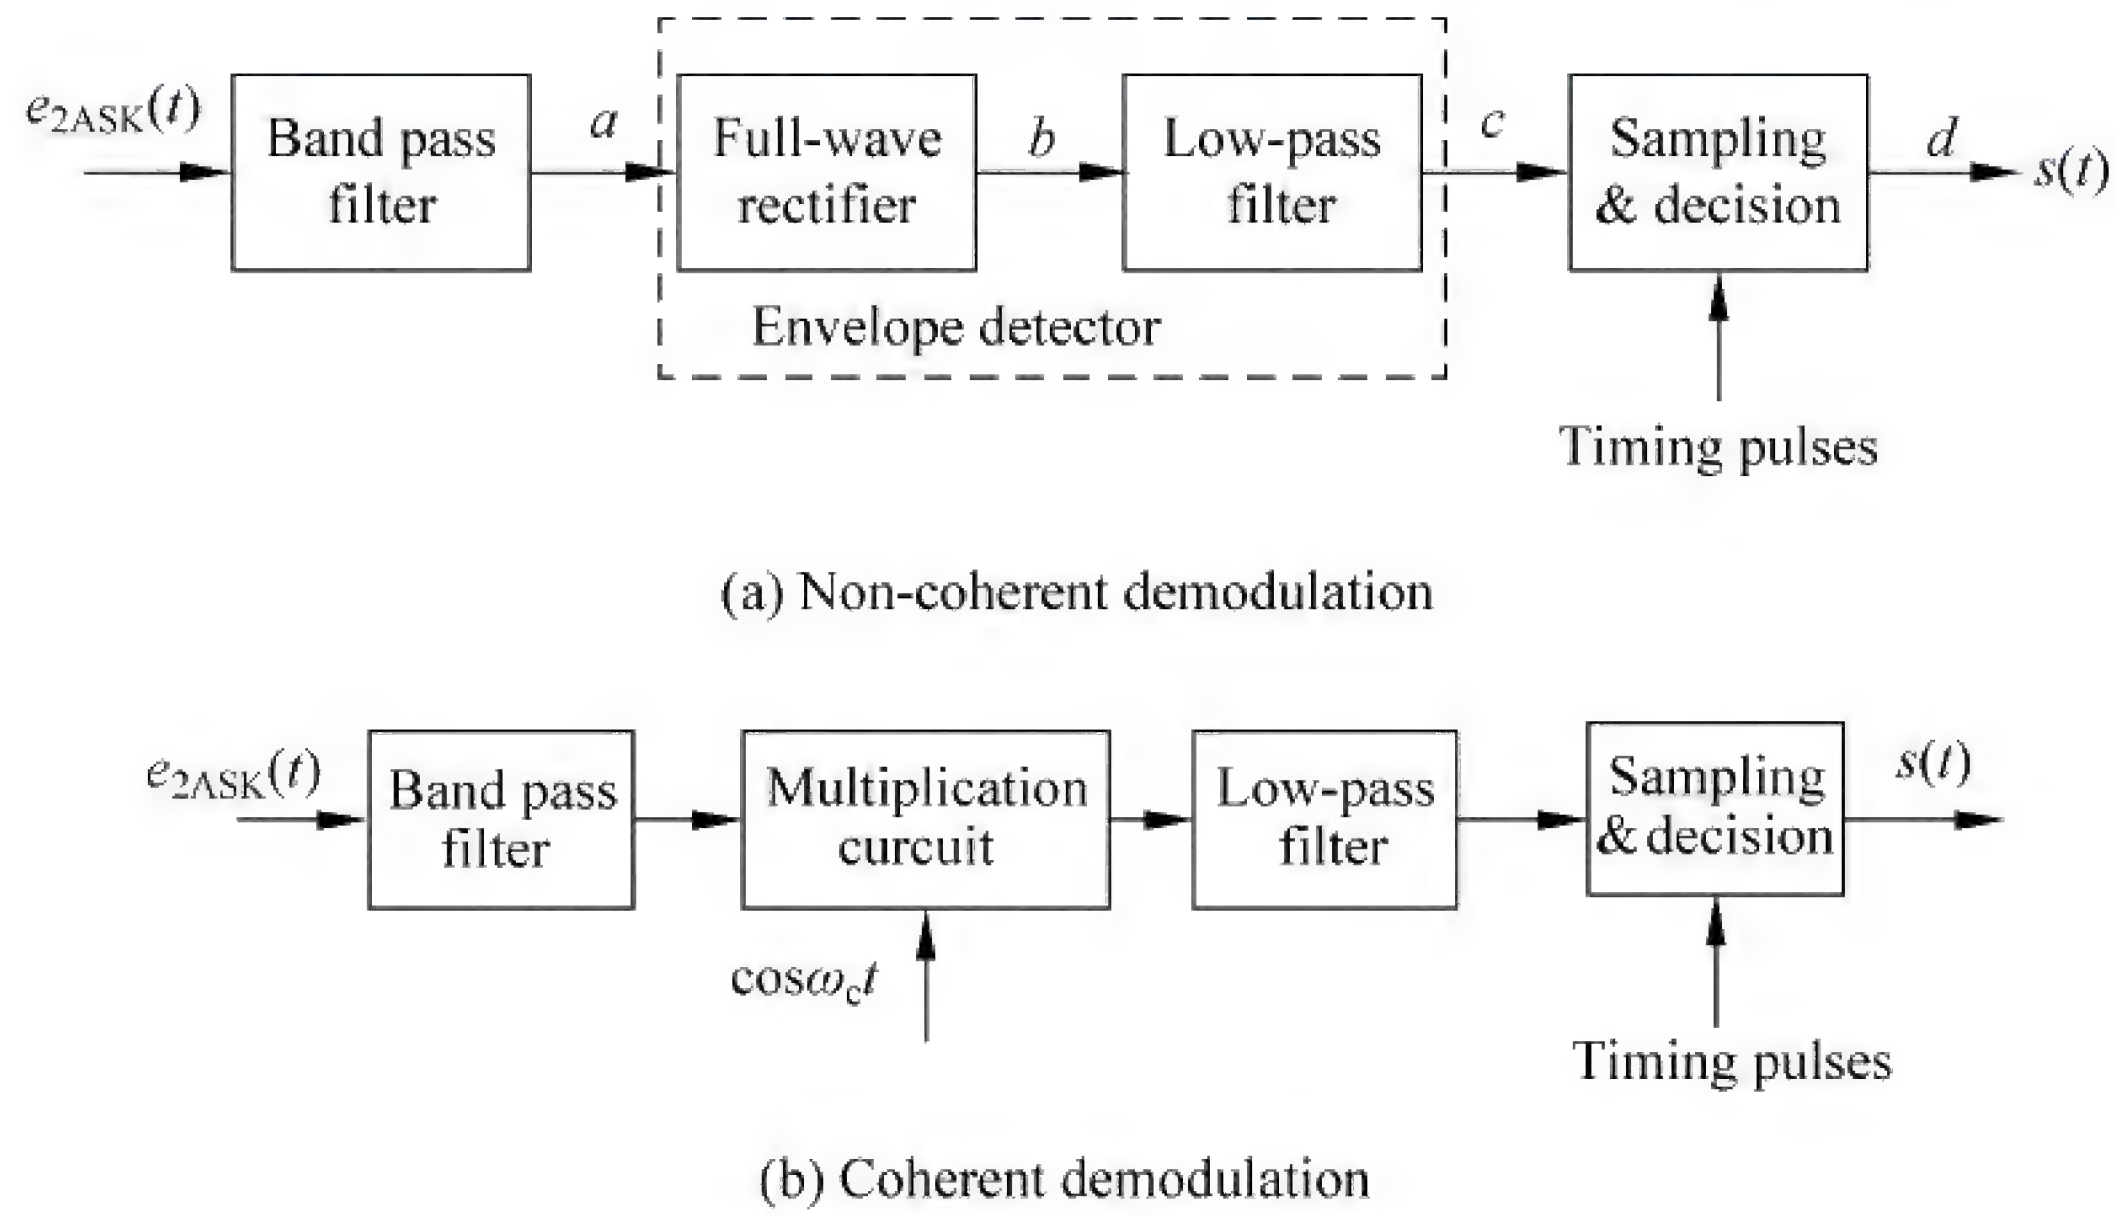 e2ASK(t)
Band pass
filter
a
Full-wave
rectifier
b
Low-pass
filter
c
Sampling
& decision
d
s(t)
Envelope detector
Timing pulses
(a) Non-coherent demodulation
e2ASK(t)
Band pass
filter
Multiplication
curcuit
Low-pass
filter
Sampling
& decision
s(t)
cosωct
Timing pulses
(b) Coherent demodulation